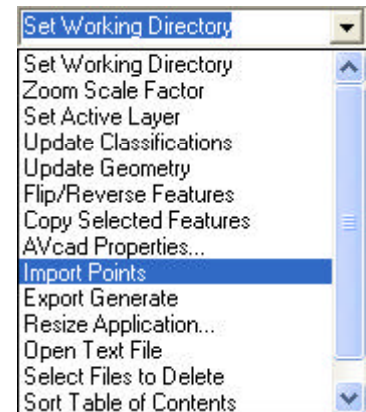 Set Working Directory
Set Working Directory
Zoom Scale Factor
Set Active Layer
Update Classifications
Update Geometry
Flip/Reverse Features
Copy Selected Features
AVcad Properties...
Import Points
Export Generate
Resize Application...
Open Text File
Select Files to Delete
Sort Table of Contents